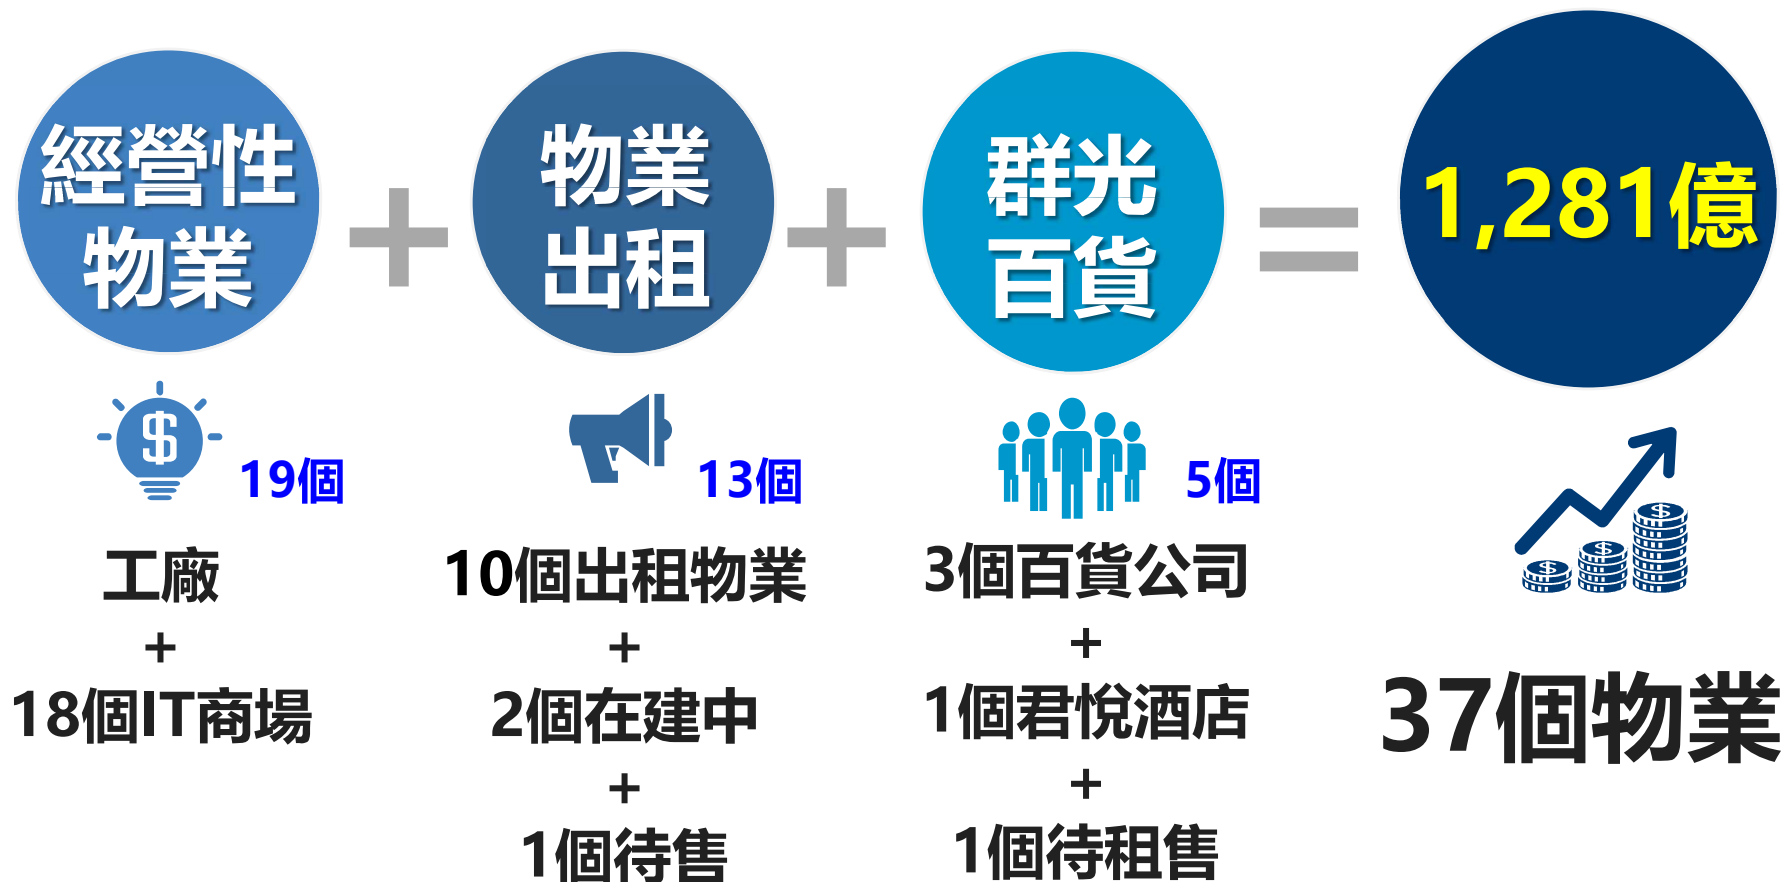 經營性
物業
+
物業
出租
+
群光
百貨
=
1,281億
19個
工廠
+
18個IT商場
13個
10個出租物業
+
2個在建中
+
1個待售
5個
3個百貨公司
+
1個君悅酒店
+
1個待租售
37個物業